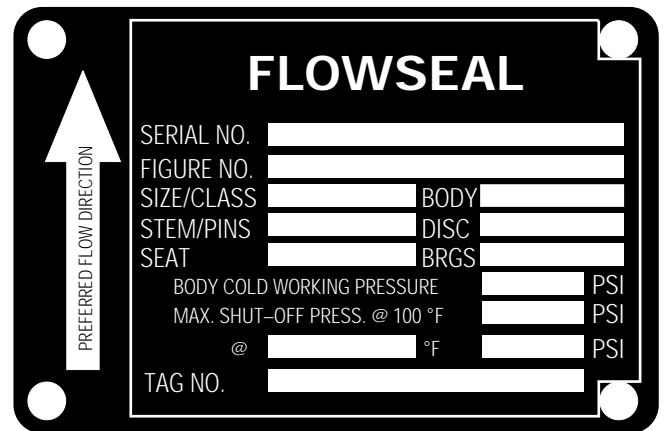 FLOWSEAL
PREFERRED FLOW DIRECTION
SERIAL NO.
FIGURE NO.
SIZE/CLASS BODY
STEM/PINS DISC
SEAT BRGS
BODY COLD WORKING PRESSURE PSI
MAX. SHUT–OFF PRESS. @ 100 °F PSI
@ °F PSI
TAG NO.